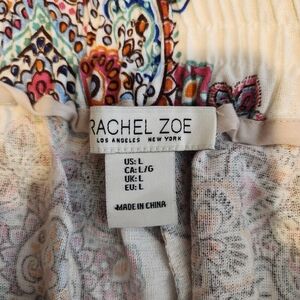 RACHEL ZOE
LOS ANGELES NEW YORK
US: L
CA: L/G
UK: L
EU: L
MADE IN CHINA